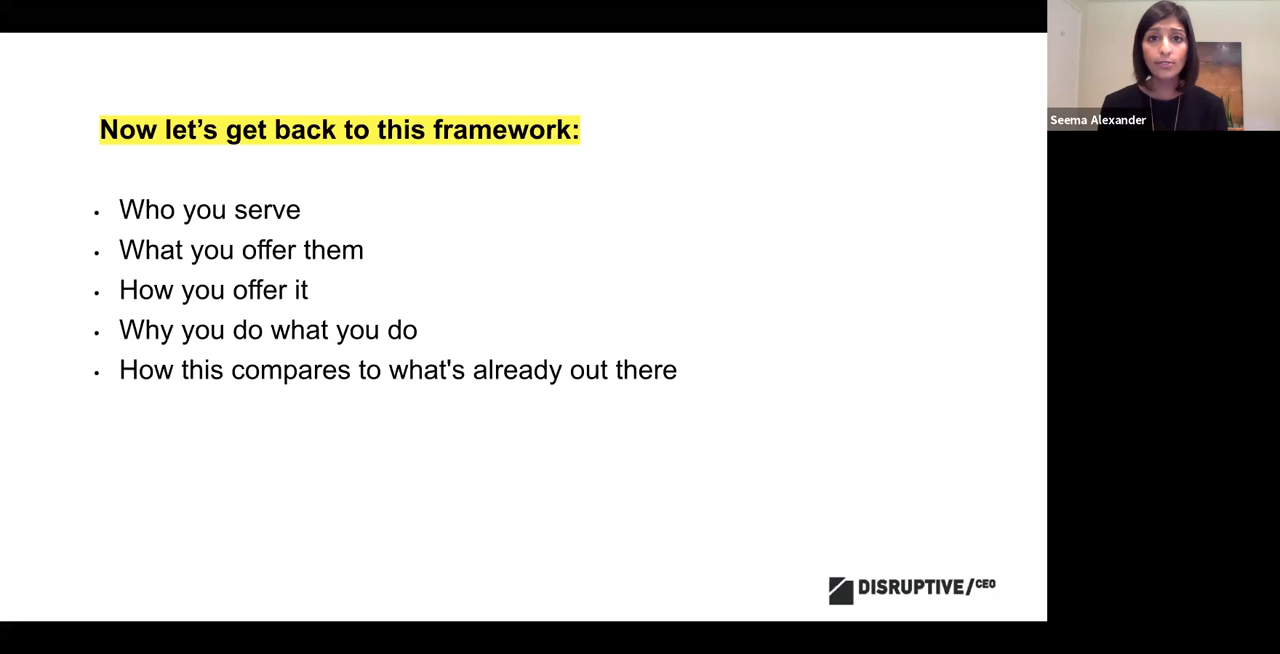 Now let's get back to this framework:
• Who you serve
• What you offer them
• How you offer it
• Why you do what you do
• How this compares to what's already out there
DISRUPTIVE/CEO
Seema Alexander